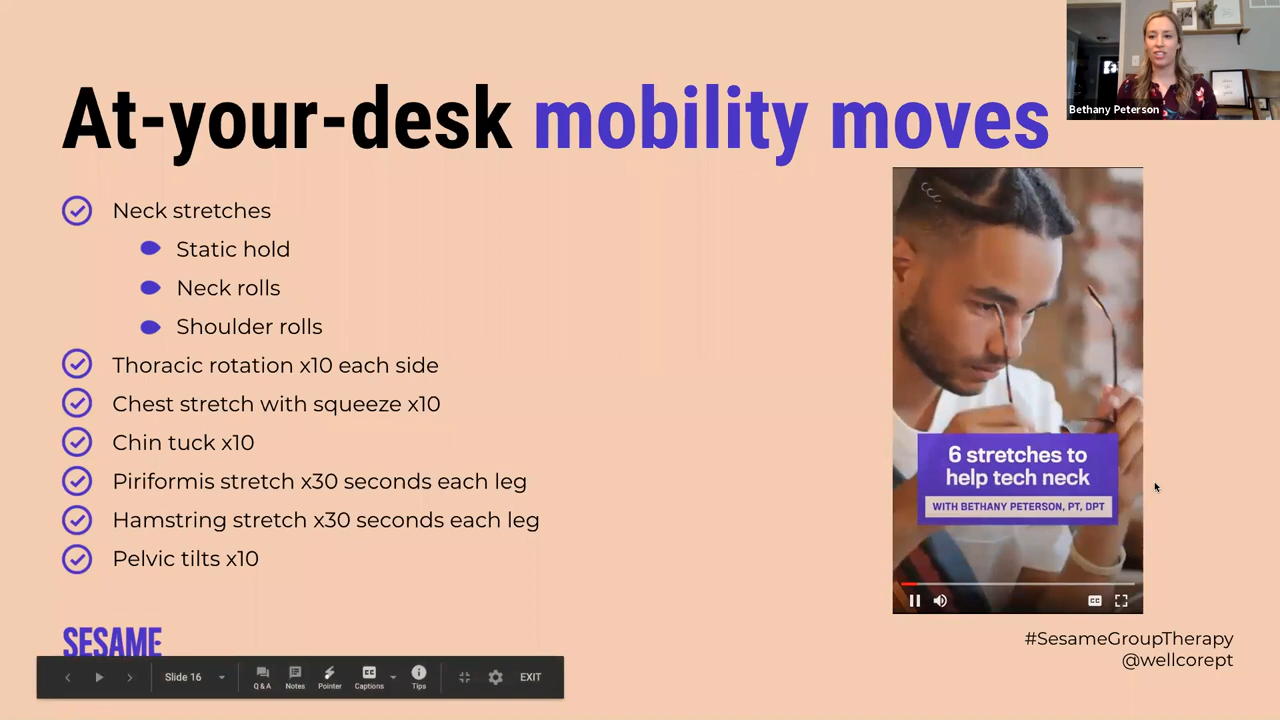 At-your-desk mobility moves
Bethany Peterson
Neck stretches
Static hold
Neck rolls
Shoulder rolls
Thoracic rotation x10 each side
Chest stretch with squeeze x10
Chin tuck x10
Piriformis stretch x30 seconds each leg
Hamstring stretch x30 seconds each leg
Pelvic tilts x10
6 stretches to
help tech neck
WITH BETHANY PETERSON, PT, DPT
CC
#SesameGroupTherapy
@wellcorept
SESAME
Slide 16
Q & A
Notes
Pointer
CC
Captions
Tips
EXIT